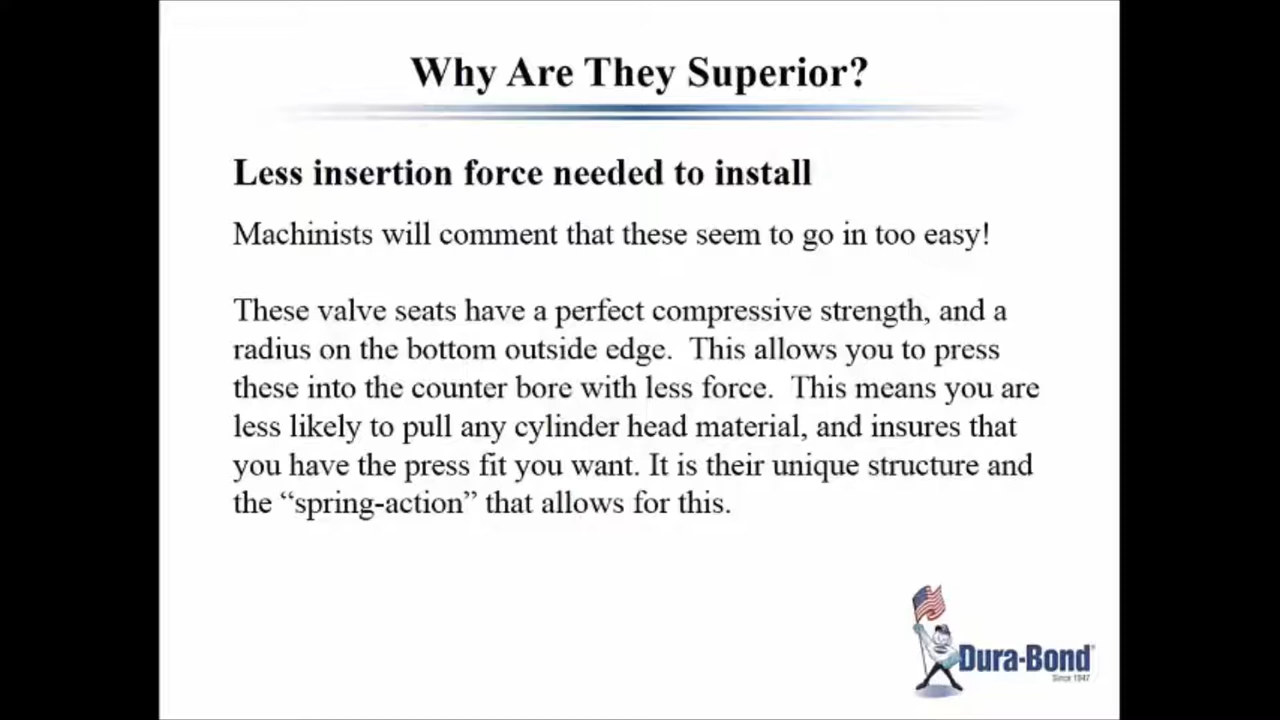 Why Are They Superior?
Less insertion force needed to install
Machinists will comment that these seem to go in too easy!
These valve seats have a perfect compressive strength, and a
radius on the bottom outside edge.  This allows you to press
these into the counter bore with less force.  This means you are
less likely to pull any cylinder head material, and insures that
you have the press fit you want. It is their unique structure and
the “spring-action” that allows for this.
Dura-Bond®
Since 1947